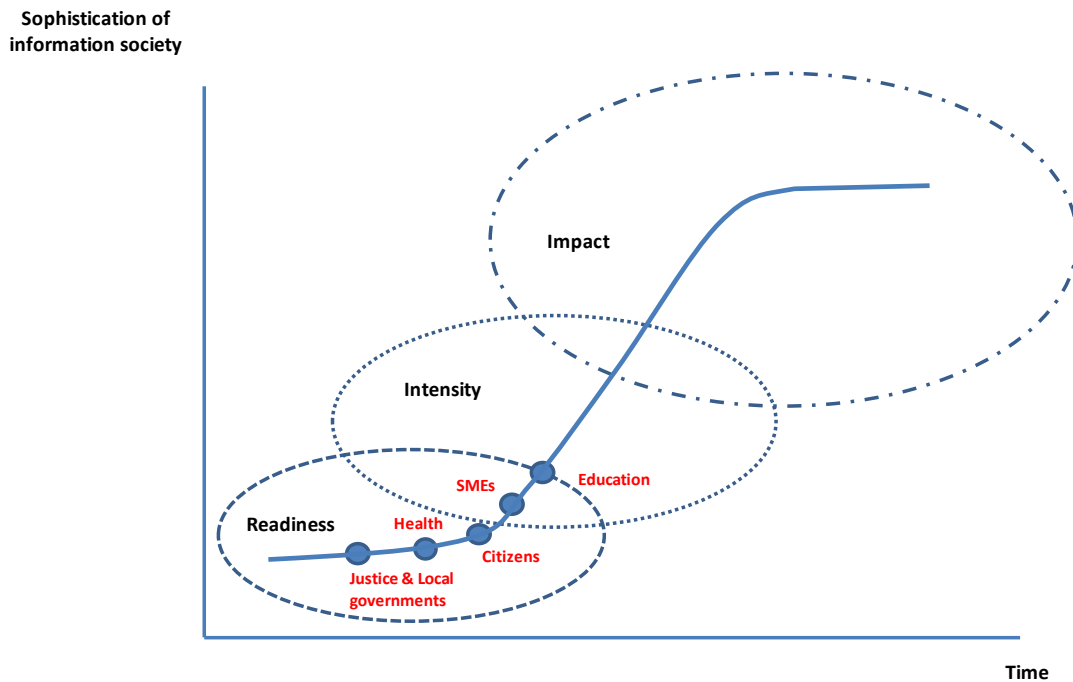 Sophistication of
information society
Impact
Intensity
SMEs
Education
Readiness
Health
Citizens
Justice & Local
governments
Time